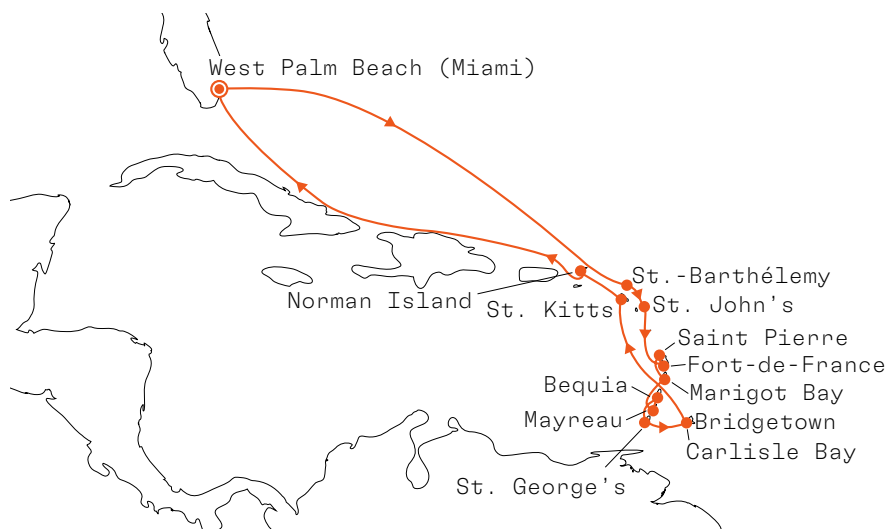 West Palm Beach (Miami)
St.-Barthélemy
Norman Island
St. Kitts
St. John's
Saint Pierre
Fort-de-France
Bequia
Marigot Bay
Mayreau
Bridgetown
Carlisle Bay
St. George's